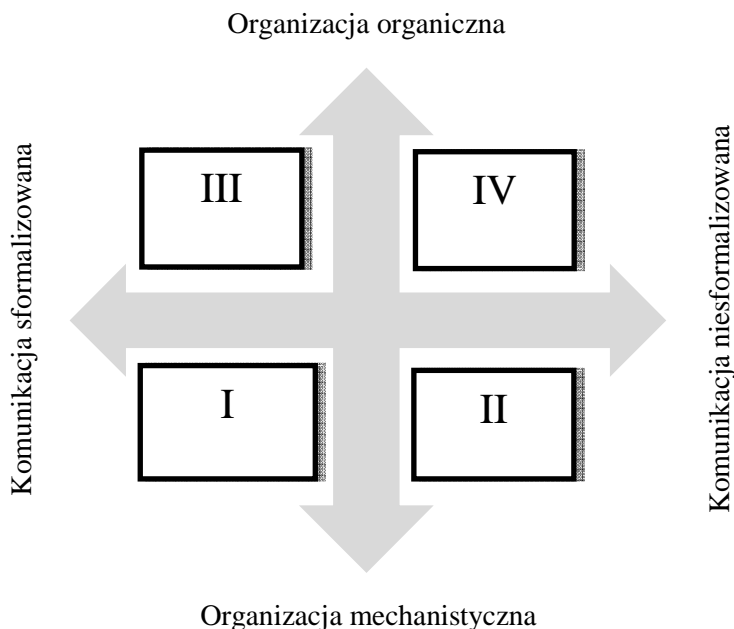 Organizacja organiczna
Komunikacja sformalizowana
III
IV
Komunikacja niesformalizowana
I
II
Organizacja mechanistyczna